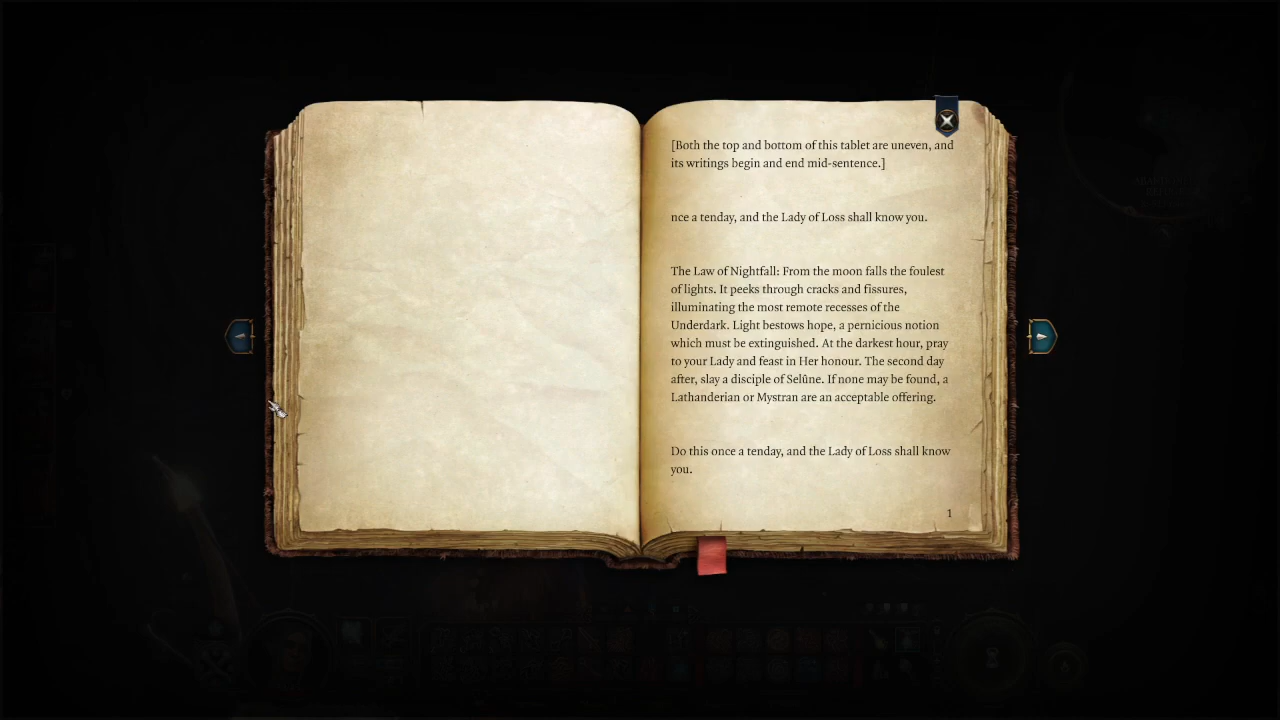 [Both the top and bottom of this tablet are uneven, and
its writings begin and end mid-sentence.]
nce a tenday, and the Lady of Loss shall know you.
The Law of Nightfall: From the moon falls the foulest
of lights. It peeks through cracks and fissures,
illuminating the most remote recesses of the
Underdark. Light bestows hope, a pernicious notion
which must be extinguished. At the darkest hour, pray
to your Lady and feast in Her honour. The second day
after, slay a disciple of Selûne. If none may be found, a
Lathanderian or Mystran are an acceptable offering.
Do this once a tenday, and the Lady of Loss shall know
you.
1